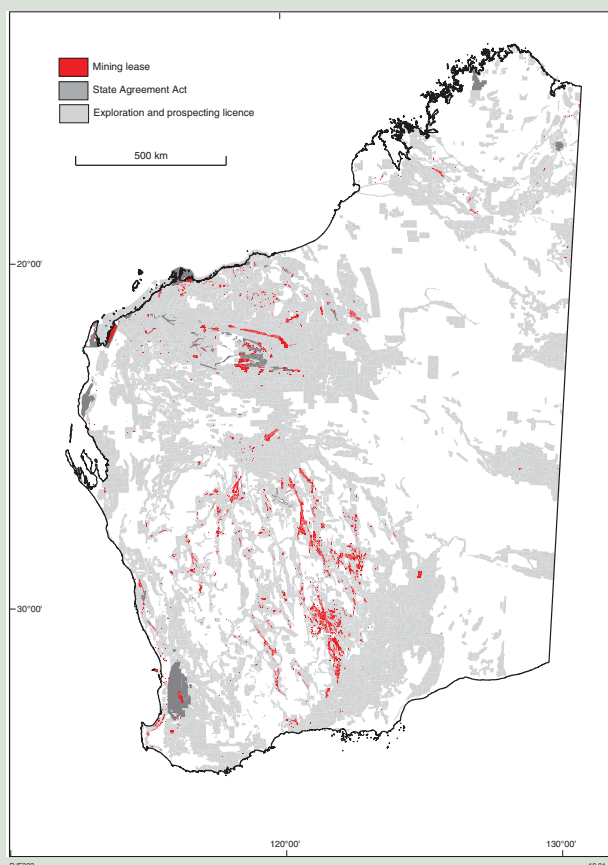 Mining lease
State Agreement Act
Exploration and prospecting licence
500 km
20°00'
30°00'
120°00'
130°00'